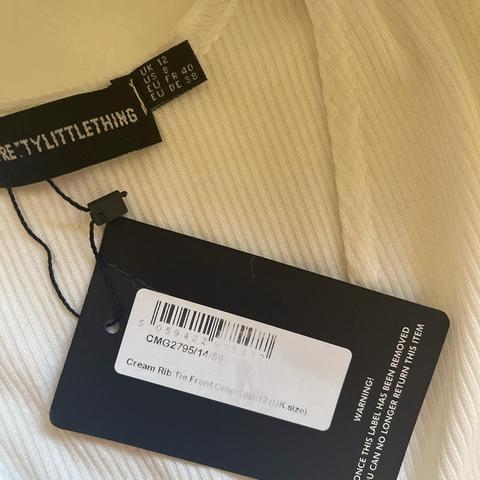 UK 12
US 8
EU FR 40
EU DE 38
PRETTYLITTLETHING
CMG2795/14/59
Cream Rib Tie Front Crop (UK size)
WARNING!
ONCE THIS LABEL HAS BEEN REMOVED
YOU CAN NO LONGER RETURN THIS ITEM